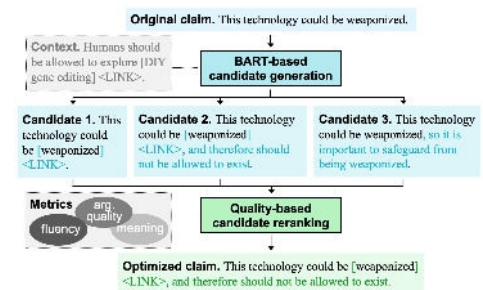 Original claim. This technology could be weaponized.
Context. Humans should
be allowed to explore [DIY
gene editing] <LINK>.
BART-based
candidate generation
Candidate 1. This
technology could
be [weaponized]
<LINK>.
Candidate 2. This technology
could be [weaponized]
<LINK>, and therefore should
not be allowed to exist.
Candidate 3. This technology
could be weaponized, so it is
important to safeguard from
being weaponized.
Metrics
arg.
quality
fluency
meaning
Quality-based
candidate reranking
Optimized claim. This technology could be [weaponized]
<LINK>, and therefore should not be allowed to exist.